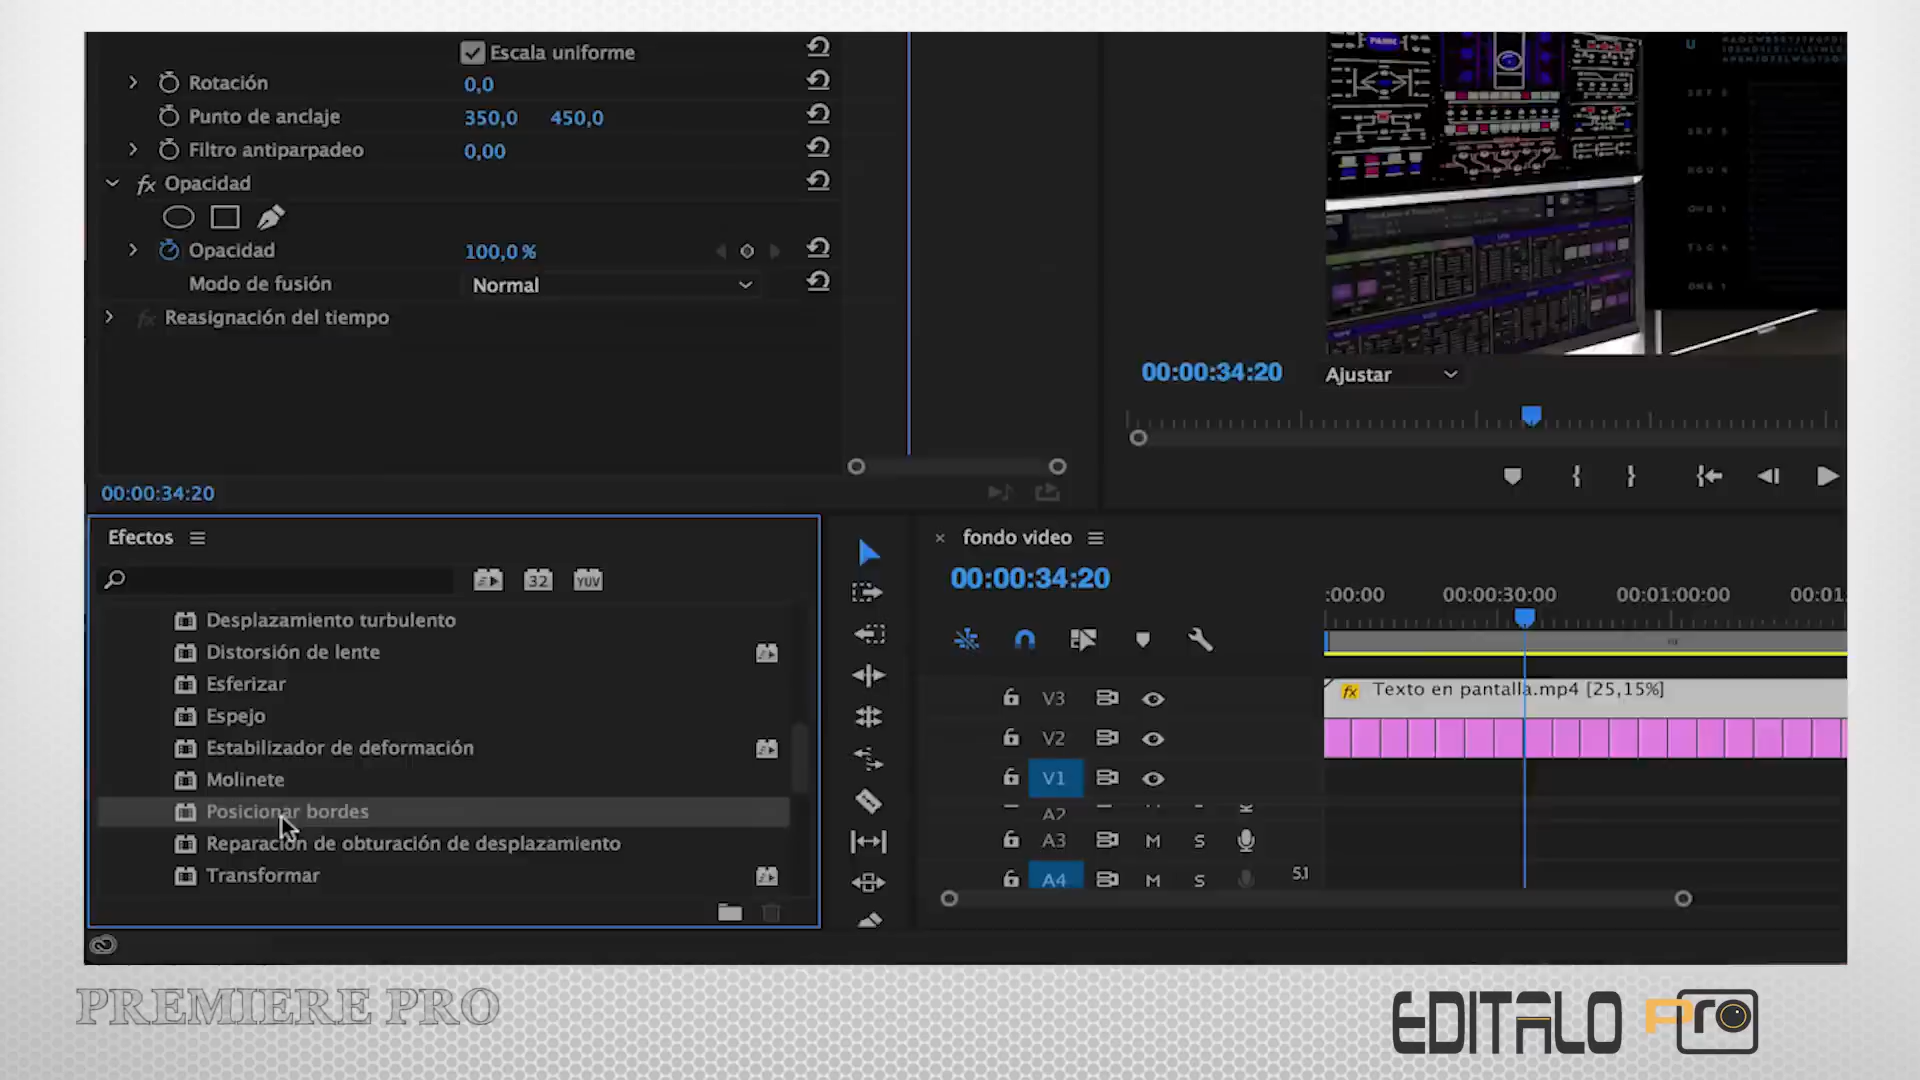 Escala uniforme
Rotación 0,0
Punto de anclaje 350,0 450,0
Filtro antiparpadeo 0,00
fx Opacidad
Opacidad 100,0 %
Modo de fusión Normal
fx Reasignación del tiempo
00:00:34:20
PANIC
00:00:34:20 Ajustar
Efectos
32 YUV
Desplazamiento turbulento
Distorsión de lente
Esferizar
Espejo
Estabilizador de deformación
Molinete
Posicionar bordes
Reparación de obturación de desplazamiento
Transformar
× fondo video
00:00:34:20
:00:00 00:00:30:00 00:01:00:00 00:01
V3
fx Texto en pantalla.mp4 [25,15%]
V2
V1
A2
A3 M S
A4 M S 5.1
PREMIERE PRO
EDITALO Pro